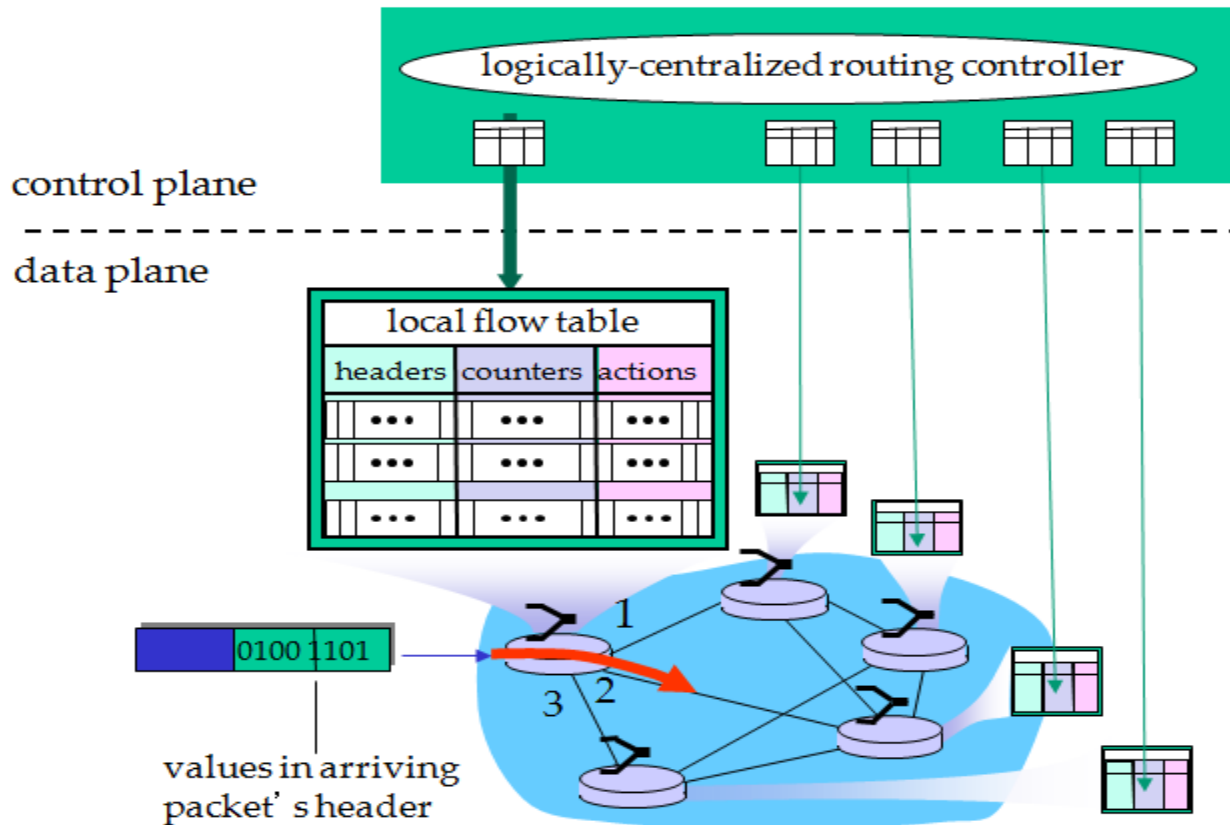 logically-centralized routing controller
control plane
data plane
local flow table
headers counters actions
1
0100 1101
2
3
values in arriving
packet’ s header